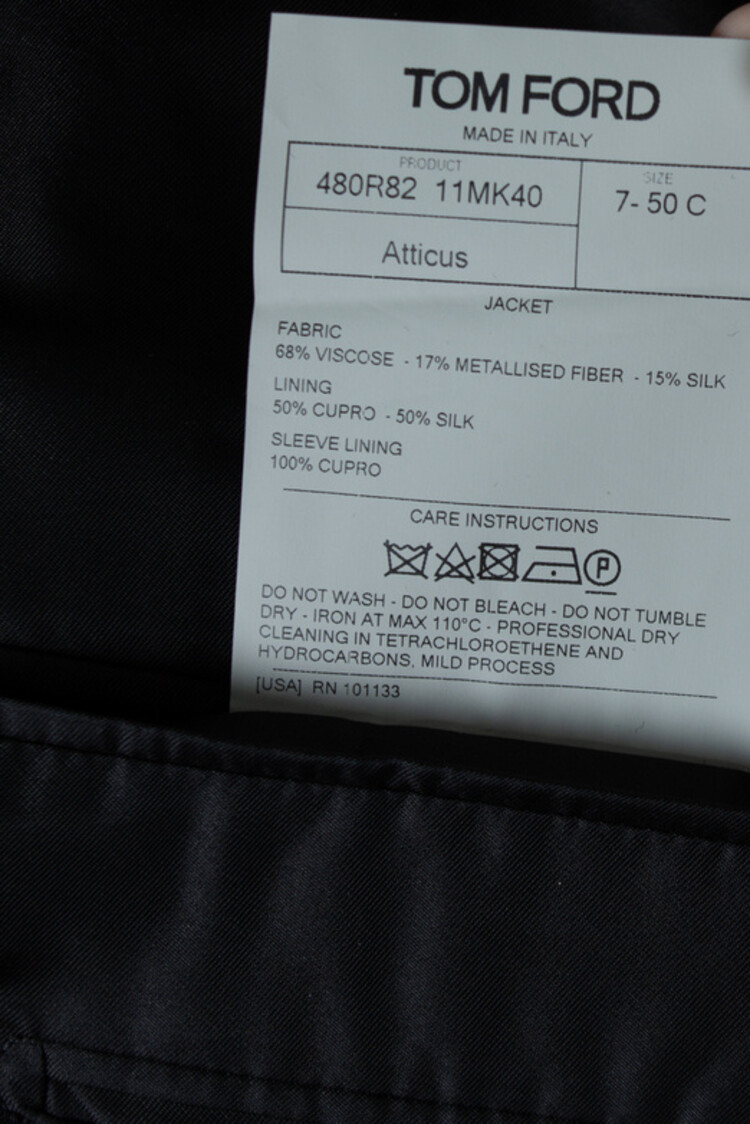 TOM FORD
MADE IN ITALY
PRODUCT
480R82 11MK40
SIZE
7- 50 C
Atticus
JACKET
FABRIC
68% VISCOSE - 17% METALLISED FIBER - 15% SILK
LINING
50% CUPRO - 50% SILK
SLEEVE LINING
100% CUPRO
CARE INSTRUCTIONS
P
DO NOT WASH - DO NOT BLEACH - DO NOT TUMBLE
DRY - IRON AT MAX 110°C - PROFESSIONAL DRY
CLEANING IN TETRACHLOROETHENE AND
HYDROCARBONS, MILD PROCESS
[USA] RN 101133